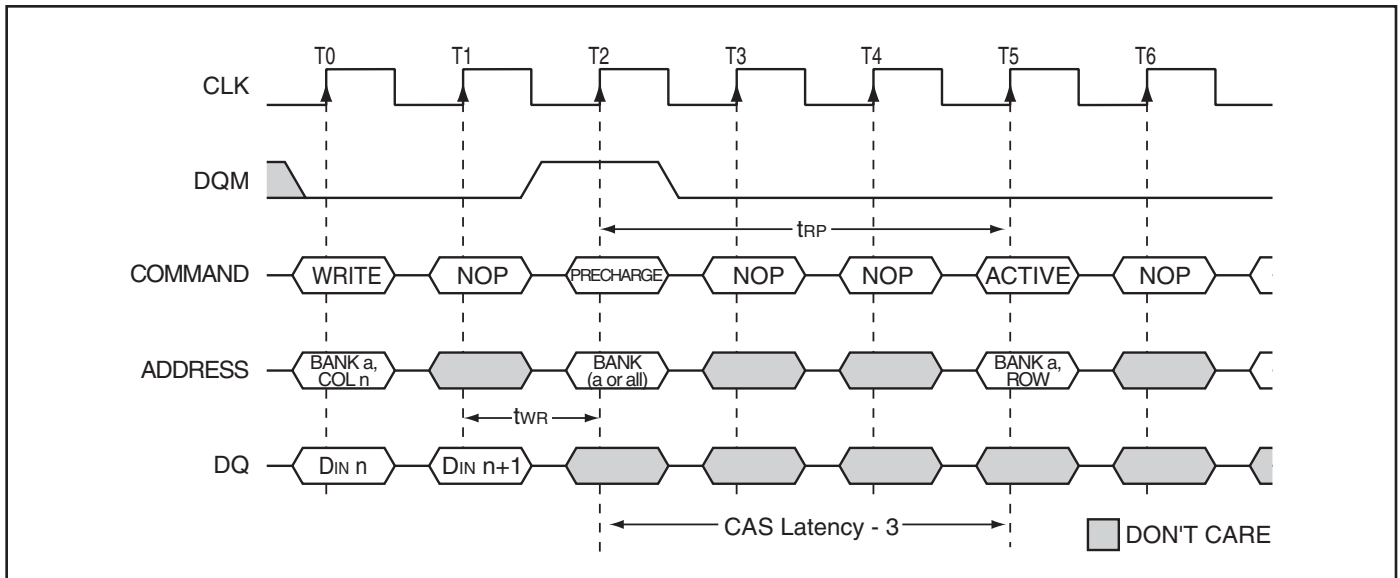 T0 T1 T2 T3 T4 T5 T6
CLK
DQM
tRP
COMMAND WRITE NOP PRECHARGE NOP NOP ACTIVE NOP
ADDRESS BANK a, COL n BANK (a or all) BANK a, ROW
tWR
DQ DIN n DIN n+1
CAS Latency - 3
DON'T CARE